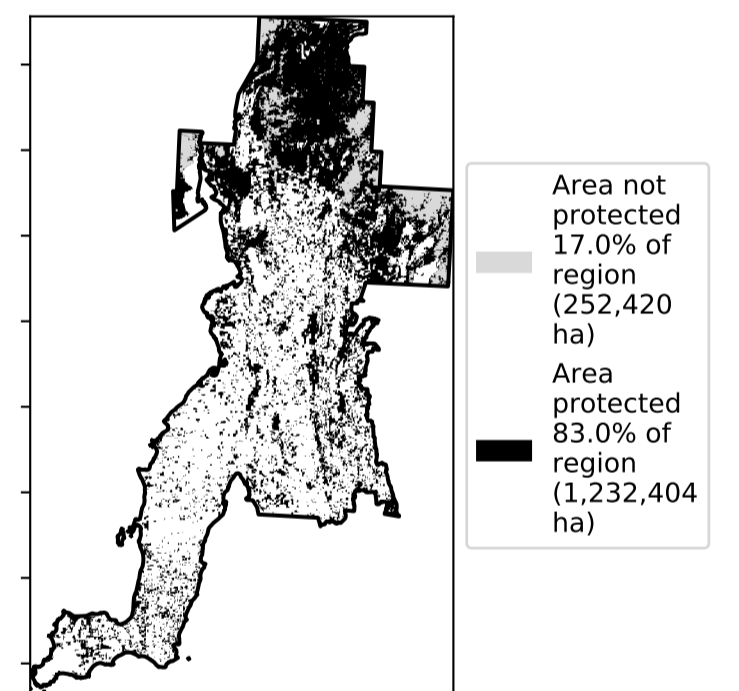 Area not
protected
17.0% of
region
(252,420
ha)
Area
protected
83.0% of
region
(1,232,404
ha)